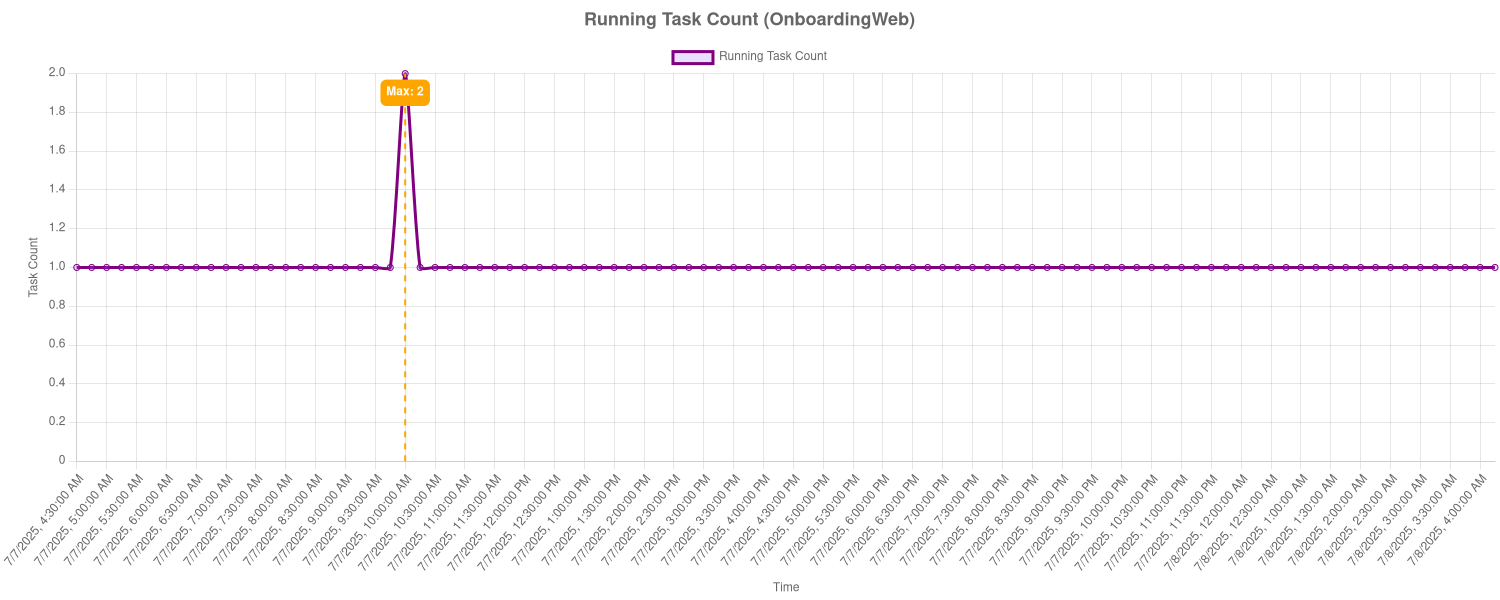 Running Task Count (OnboardingWeb)
Running Task Count
Max: 2
Task Count
2.0
1.8
1.6
1.4
1.2
1.0
0.8
0.6
0.4
0.2
0
7/7/2025, 4:30:00 AM
7/7/2025, 5:00:00 AM
7/7/2025, 5:30:00 AM
7/7/2025, 6:00:00 AM
7/7/2025, 6:30:00 AM
7/7/2025, 7:00:00 AM
7/7/2025, 7:30:00 AM
7/7/2025, 8:00:00 AM
7/7/2025, 8:30:00 AM
7/7/2025, 9:00:00 AM
7/7/2025, 9:30:00 AM
7/7/2025, 10:00:00 AM
7/7/2025, 10:30:00 AM
7/7/2025, 11:00:00 AM
7/7/2025, 11:30:00 AM
7/7/2025, 12:00:00 PM
7/7/2025, 12:30:00 PM
7/7/2025, 1:00:00 PM
7/7/2025, 1:30:00 PM
7/7/2025, 2:00:00 PM
7/7/2025, 2:30:00 PM
7/7/2025, 3:00:00 PM
7/7/2025, 3:30:00 PM
7/7/2025, 4:00:00 PM
7/7/2025, 4:30:00 PM
7/7/2025, 5:00:00 PM
7/7/2025, 5:30:00 PM
7/7/2025, 6:00:00 PM
7/7/2025, 6:30:00 PM
7/7/2025, 7:00:00 PM
7/7/2025, 7:30:00 PM
7/7/2025, 8:00:00 PM
7/7/2025, 8:30:00 PM
7/7/2025, 9:00:00 PM
7/7/2025, 9:30:00 PM
7/7/2025, 10:00:00 PM
7/7/2025, 10:30:00 PM
7/7/2025, 11:00:00 PM
7/7/2025, 11:30:00 PM
7/8/2025, 12:00:00 AM
7/8/2025, 12:30:00 AM
7/8/2025, 1:00:00 AM
7/8/2025, 1:30:00 AM
7/8/2025, 2:00:00 AM
7/8/2025, 2:30:00 AM
7/8/2025, 3:00:00 AM
7/8/2025, 3:30:00 AM
7/8/2025, 4:00:00 AM
Time